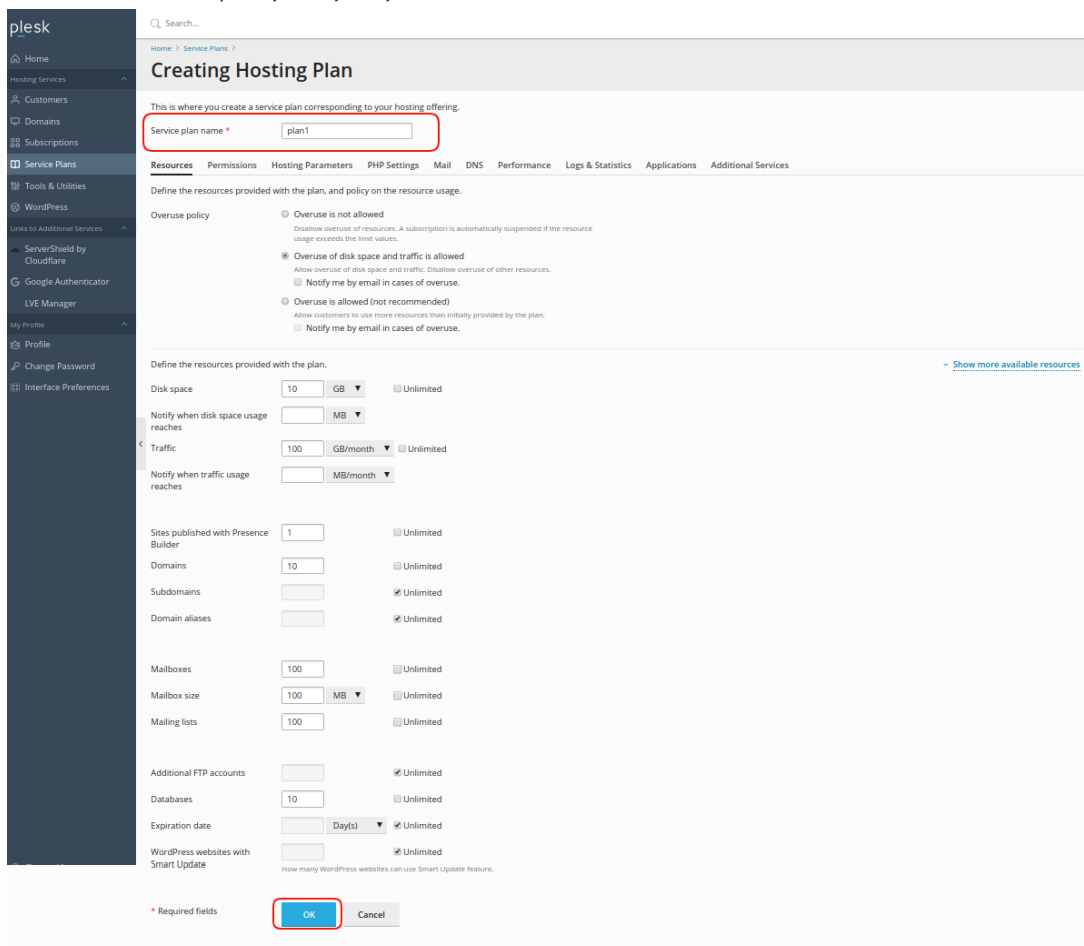 plesk
Search...
Home
Hosting Services
Customers
Domains
Subscriptions
Service Plans
Tools & Utilities
WordPress
Links to Additional Services
ServerShield by
Cloudflare
Google Authenticator
LVE Manager
My Profile
Profile
Change Password
Interface Preferences
Home > Service Plans >
Creating Hosting Plan
This is where you create a service plan corresponding to your hosting offering.
Service plan name * plan1
Resources Permissions Hosting Parameters PHP Settings Mail DNS Performance Logs & Statistics Applications Additional Services
Define the resources provided with the plan, and policy on the resource usage.
Overuse policy Overuse is not allowed
Disallow overuse of resources. A subscription is automatically suspended if the resource
usage exceeds the limit values.
Overuse of disk space and traffic is allowed
Allow overuse of disk space and traffic. Disallow overuse of other resources.
Notify me by email in cases of overuse.
Overuse is allowed (not recommended)
Allow customers to use more resources than initially provided by the plan.
Notify me by email in cases of overuse.
Define the resources provided with the plan. Show more available resources
Disk space 10 GB Unlimited
Notify when disk space usage MB
reaches
Traffic 100 GB/month Unlimited
Notify when traffic usage MB/month
reaches
Sites published with Presence 1 Unlimited
Builder
Domains 10 Unlimited
Subdomains Unlimited
Domain aliases Unlimited
Mailboxes 100 Unlimited
Mailbox size 100 MB Unlimited
Mailing lists 100 Unlimited
Additional FTP accounts Unlimited
Databases 10 Unlimited
Expiration date Day(s) Unlimited
WordPress websites with Unlimited
Smart Update
How many WordPress websites can use Smart Update feature.
* Required fields OK Cancel